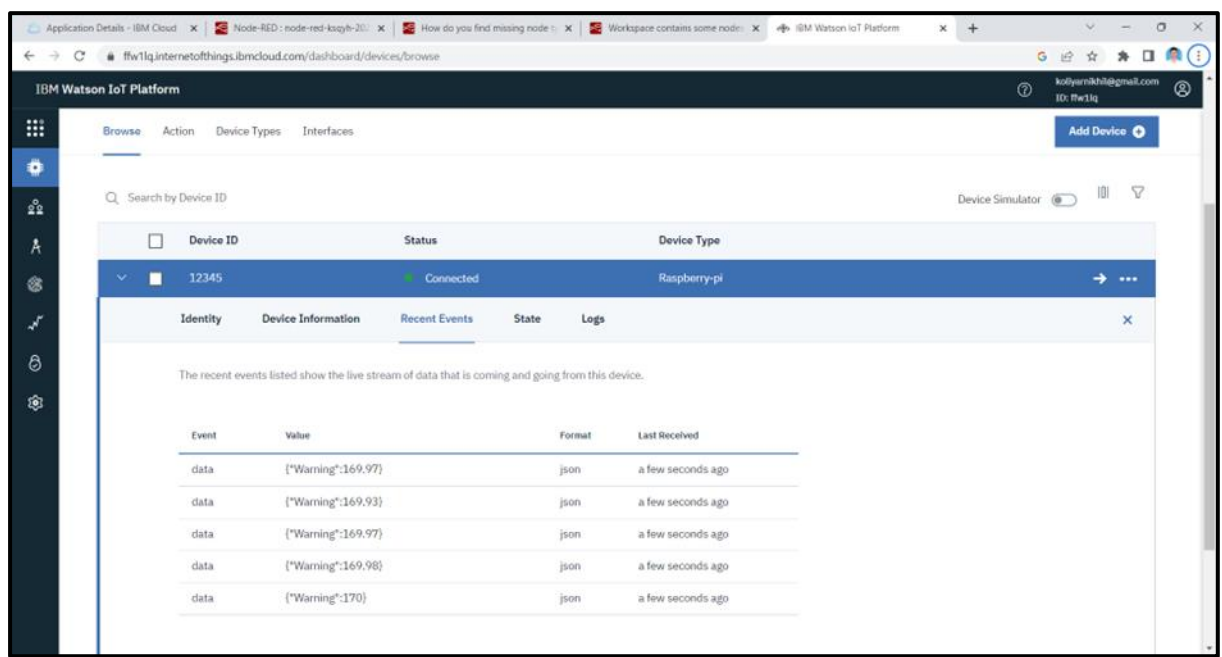 Application Details - IBM Cloud
Node-RED : node-red-ksqyh-202
How do you find missing node t
Workspace contains some nodes
IBM Watson IoT Platform
ffw1lq.internetofthings.ibmcloud.com/dashboard/devices/browse
IBM Watson IoT Platform
kollyarnikhil@gmail.com
ID: ffw1lq
Browse Action Device Types Interfaces Add Device
Search by Device ID Device Simulator
Device ID Status Device Type
12345 Connected Raspberry-pi
Identity Device Information Recent Events State Logs
The recent events listed show the live stream of data that is coming and going from this device.
Event Value Format Last Received
data {"Warning":169.97} json a few seconds ago
data {"Warning":169.93} json a few seconds ago
data {"Warning":169.97} json a few seconds ago
data {"Warning":169.98} json a few seconds ago
data {"Warning":170} json a few seconds ago